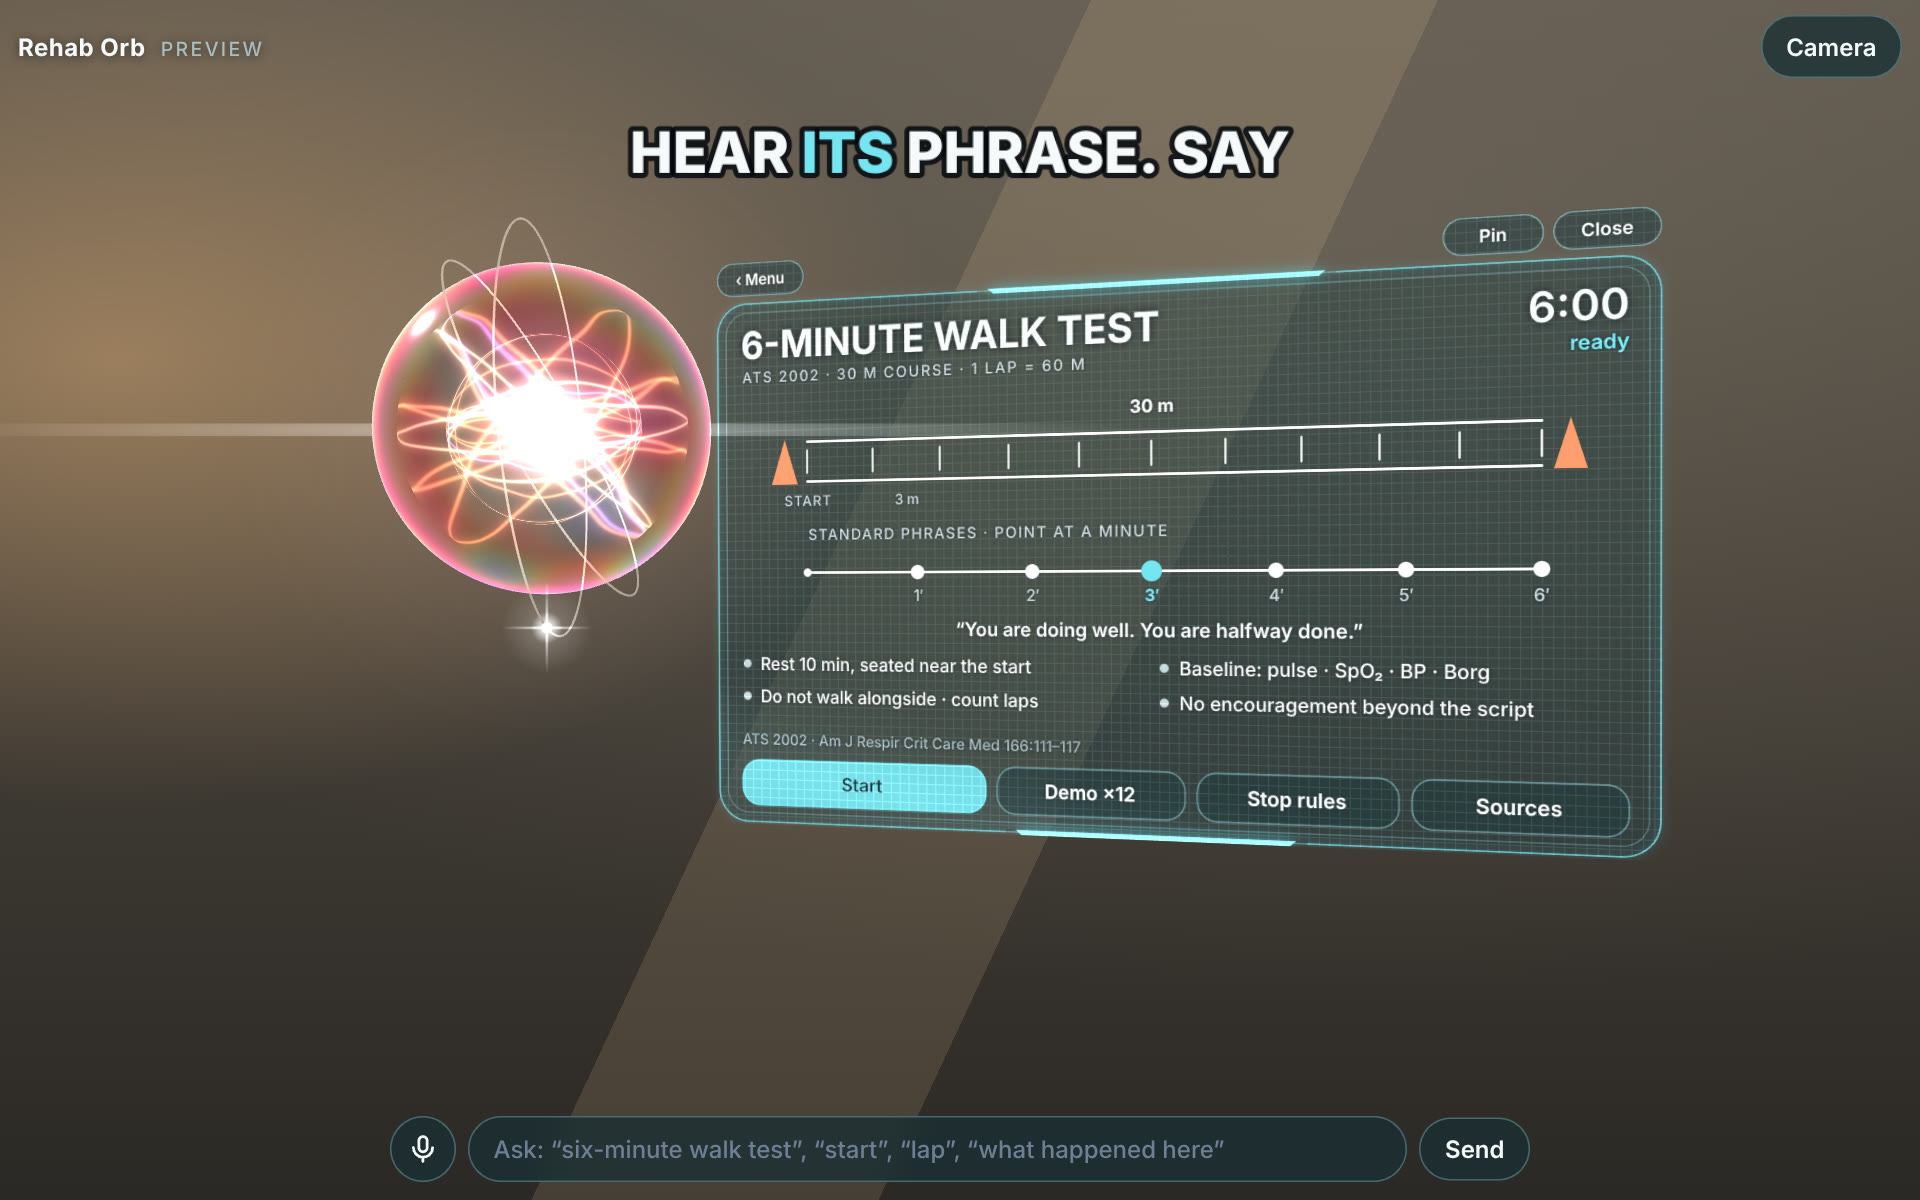 Rehab Orb PREVIEW
Camera
HEAR ITS PHRASE. SAY
Pin
Close
‹ Menu
6-MINUTE WALK TEST
6:00
ready
ATS 2002 · 30 M COURSE · 1 LAP = 60 M
30 m
START
3 m
STANDARD PHRASES · POINT AT A MINUTE
1′ 2′ 3′ 4′ 5′ 6′
“You are doing well. You are halfway done.”
Rest 10 min, seated near the start
Do not walk alongside · count laps
Baseline: pulse · SpO₂ · BP · Borg
No encouragement beyond the script
ATS 2002 · Am J Respir Crit Care Med 166:111–117
Start
Demo ×12
Stop rules
Sources
Ask: “six-minute walk test”, “start”, “lap”, “what happened here”
Send